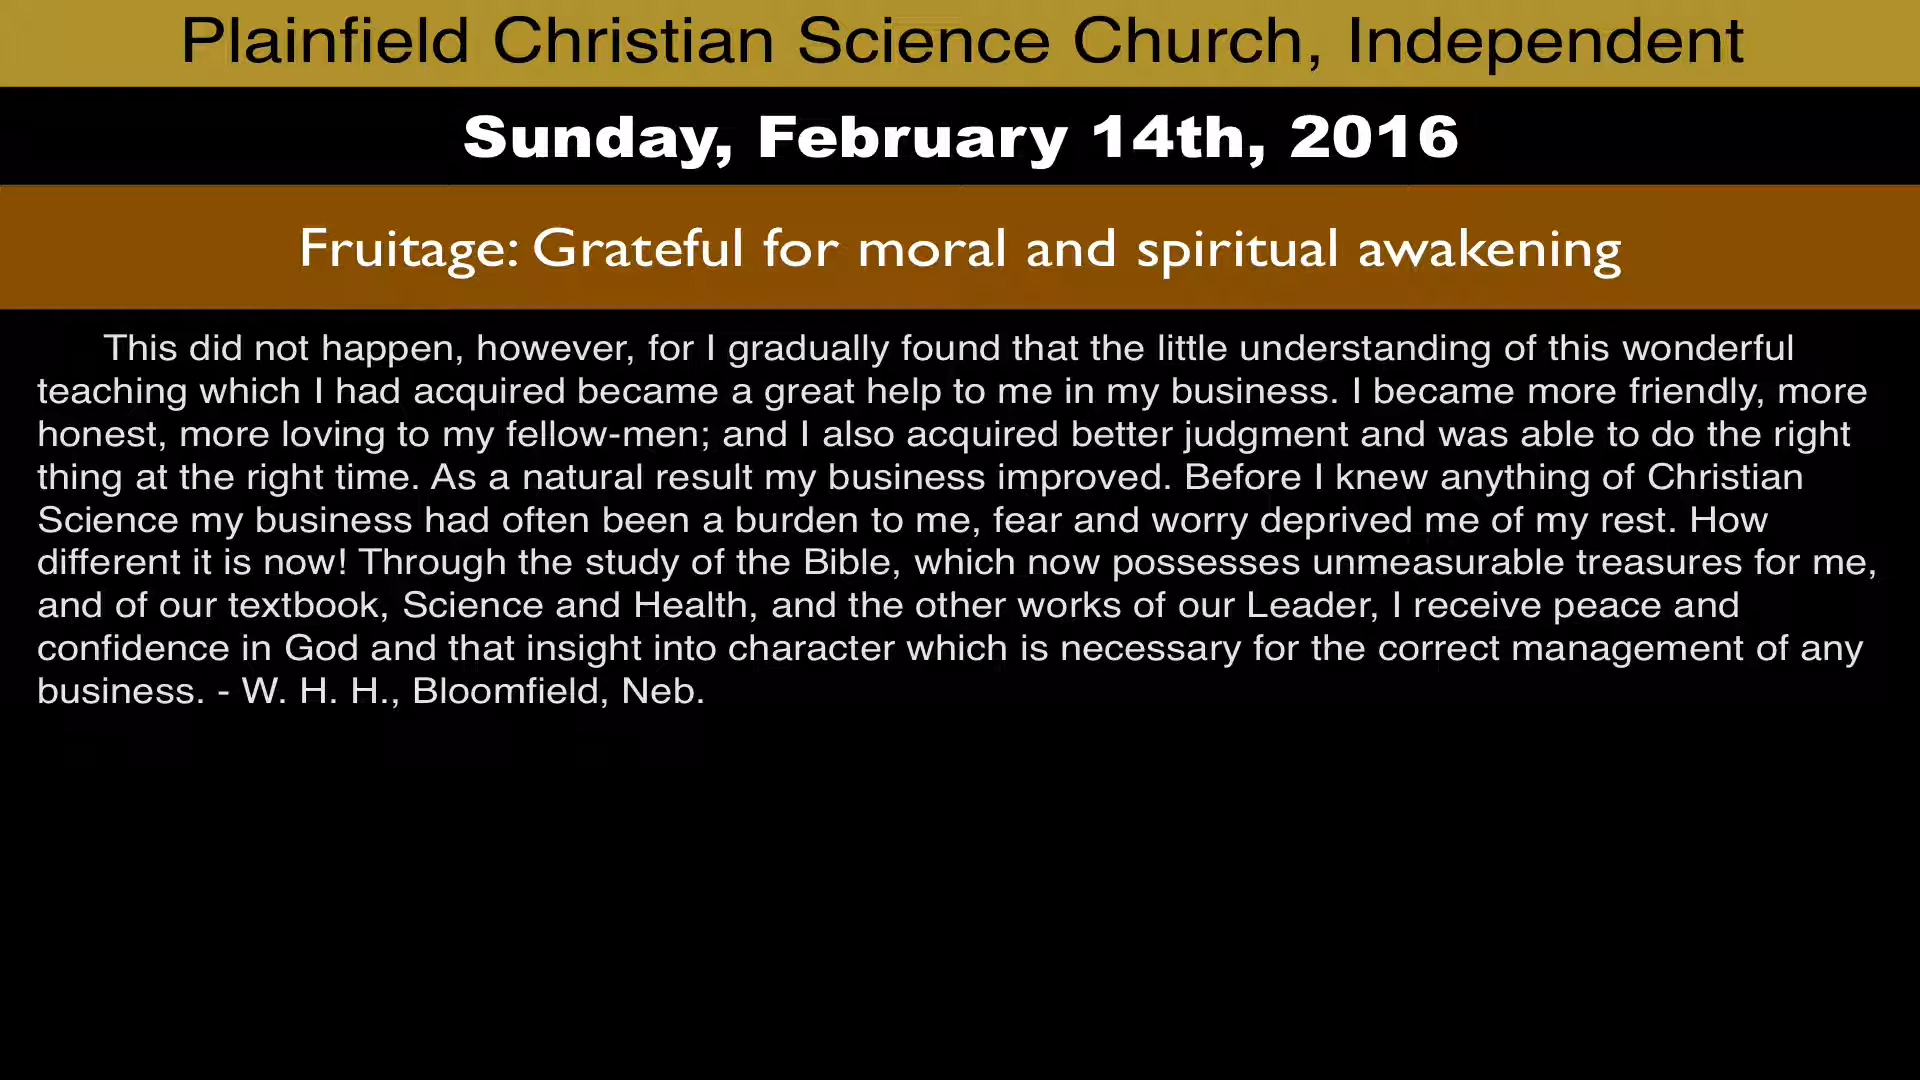 Plainfield Christian Science Church, Independent
Sunday, February 14th, 2016
Fruitage: Grateful for moral and spiritual awakening
This did not happen, however, for I gradually found that the little understanding of this wonderful
teaching which I had acquired became a great help to me in my business. I became more friendly, more
honest, more loving to my fellow-men; and I also acquired better judgment and was able to do the right
thing at the right time. As a natural result my business improved. Before I knew anything of Christian
Science my business had often been a burden to me, fear and worry deprived me of my rest. How
different it is now! Through the study of the Bible, which now possesses unmeasurable treasures for me,
and of our textbook, Science and Health, and the other works of our Leader, I receive peace and
confidence in God and that insight into character which is necessary for the correct management of any
business. - W. H. H., Bloomfield, Neb.